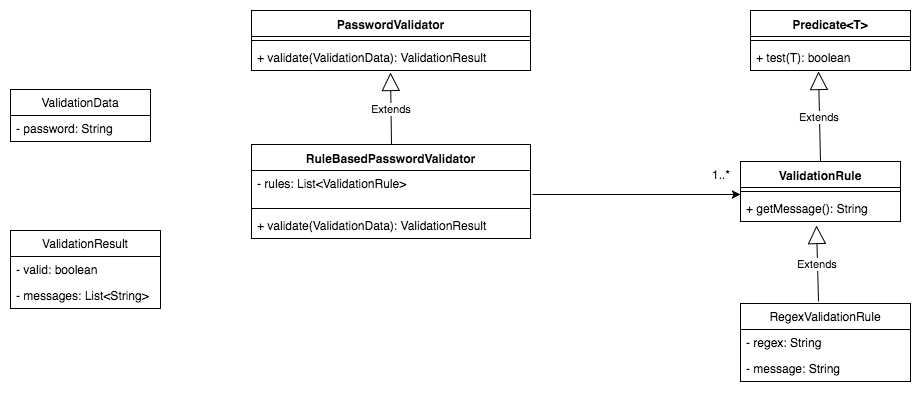 PasswordValidator
+ validate(ValidationData): ValidationResult
Predicate<T>
+ test(T): boolean
ValidationData
- password: String
Extends
Extends
RuleBasedPasswordValidator
- rules: List<ValidationRule>
+ validate(ValidationData): ValidationResult
1..*
ValidationRule
+ getMessage(): String
ValidationResult
- valid: boolean
- messages: List<String>
Extends
RegexValidationRule
- regex: String
- message: String